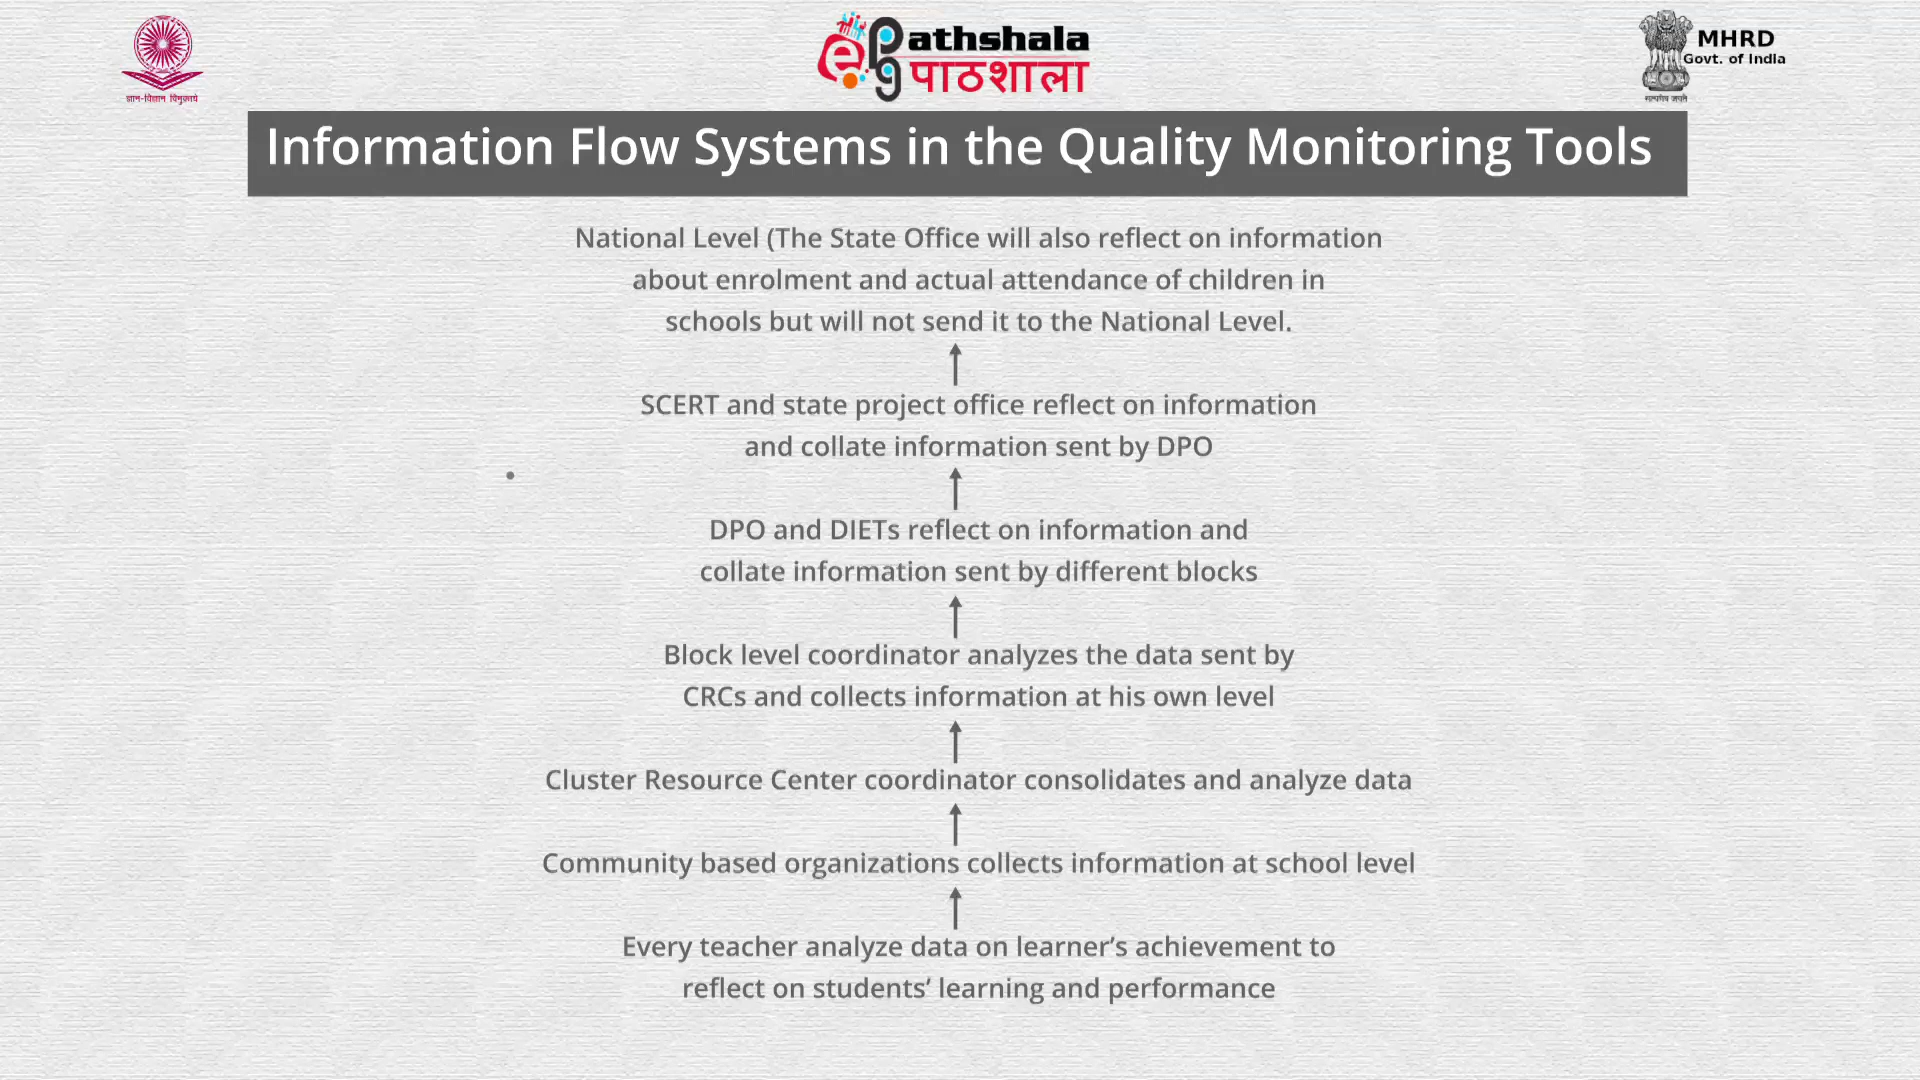 ज्ञान-विज्ञान विमुक्तये
athshala
पाठशाला
MHRD
Govt. of India
सत्यमेव जयते
Information Flow Systems in the Quality Monitoring Tools
National Level (The State Office will also reflect on information
about enrolment and actual attendance of children in
schools but will not send it to the National Level.
SCERT and state project office reflect on information
and collate information sent by DPO
DPO and DIETs reflect on information and
collate information sent by different blocks
Block level coordinator analyzes the data sent by
CRCs and collects information at his own level
Cluster Resource Center coordinator consolidates and analyze data
Community based organizations collects information at school level
Every teacher analyze data on learner’s achievement to
reflect on students’ learning and performance